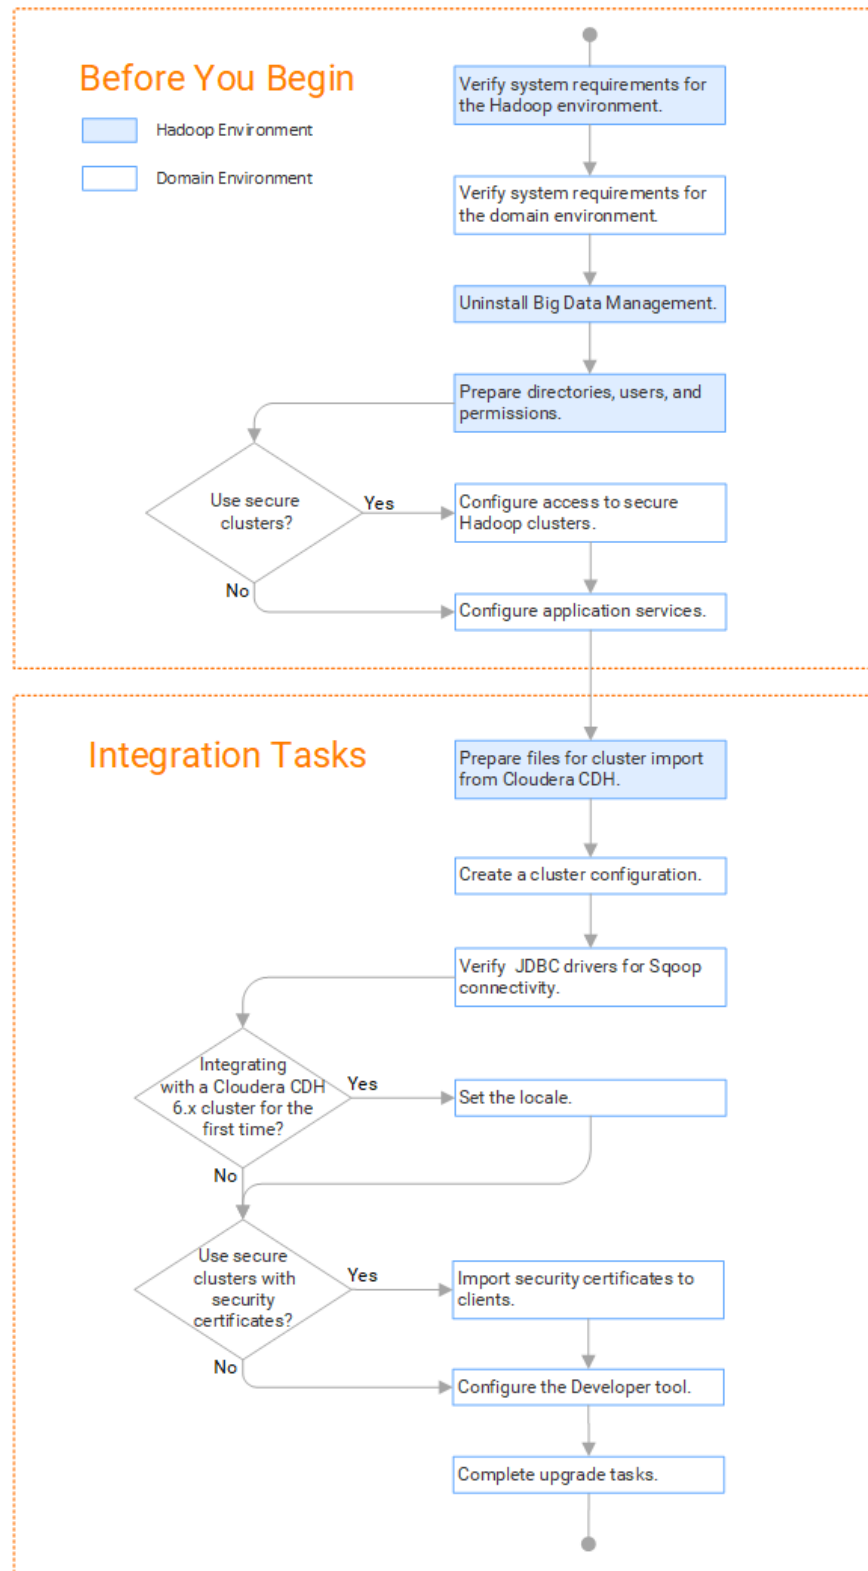 Before You Begin
Hadoop Environment
Domain Environment
Verify system requirements for
the Hadoop environment.
Verify system requirements for
the domain environment.
Uninstall Big Data Management.
Prepare directories, users, and
permissions.
Use secure
clusters?
Yes
Configure access to secure
Hadoop clusters.
No
Configure application services.
Integration Tasks
Prepare files for cluster import
from Cloudera CDH.
Create a cluster configuration.
Verify JDBC drivers for Sqoop
connectivity.
Integrating
with a Cloudera CDH
6.x cluster for the
first time?
Yes
Set the locale.
No
Use secure
clusters with
security
certificates?
Yes
Import security certificates to
clients.
No
Configure the Developer tool.
Complete upgrade tasks.